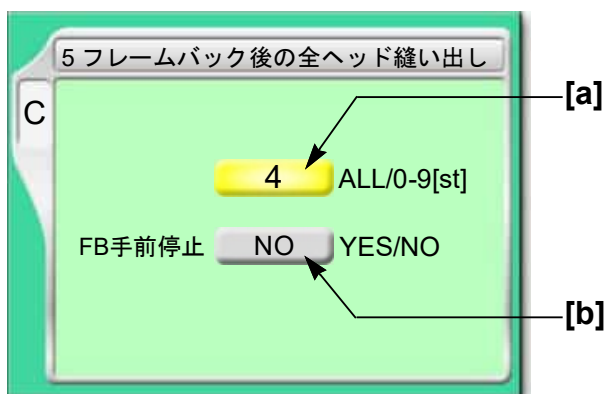 5 フレームバック後の全ヘッド縫い出し
C
[a]
4 ALL/0-9[st]
FB手前停止 NO YES/NO
[b]